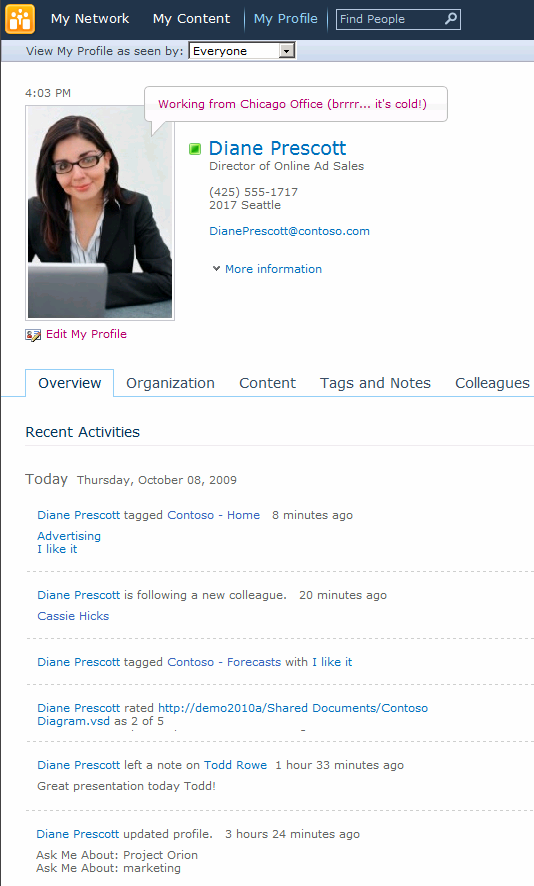 My Network My Content My Profile Find People
View My Profile as seen by: Everyone
4:03 PM
Working from Chicago Office (brrrr... it's cold!)
Diane Prescott
Director of Online Ad Sales
(425) 555-1717
2017 Seattle
DianePrescott@contoso.com
More information
Edit My Profile
Overview Organization Content Tags and Notes Colleagues
Recent Activities
Today Thursday, October 08, 2009
Diane Prescott tagged Contoso - Home 8 minutes ago
Advertising
I like it
Diane Prescott is following a new colleague. 20 minutes ago
Cassie Hicks
Diane Prescott tagged Contoso - Forecasts with I like it
Diane Prescott rated http://demo2010a/Shared Documents/Contoso
Diagram.vsd as 2 of 5
Diane Prescott left a note on Todd Rowe 1 hour 33 minutes ago
Great presentation today Todd!
Diane Prescott updated profile. 3 hours 24 minutes ago
Ask Me About: Project Orion
Ask Me About: marketing